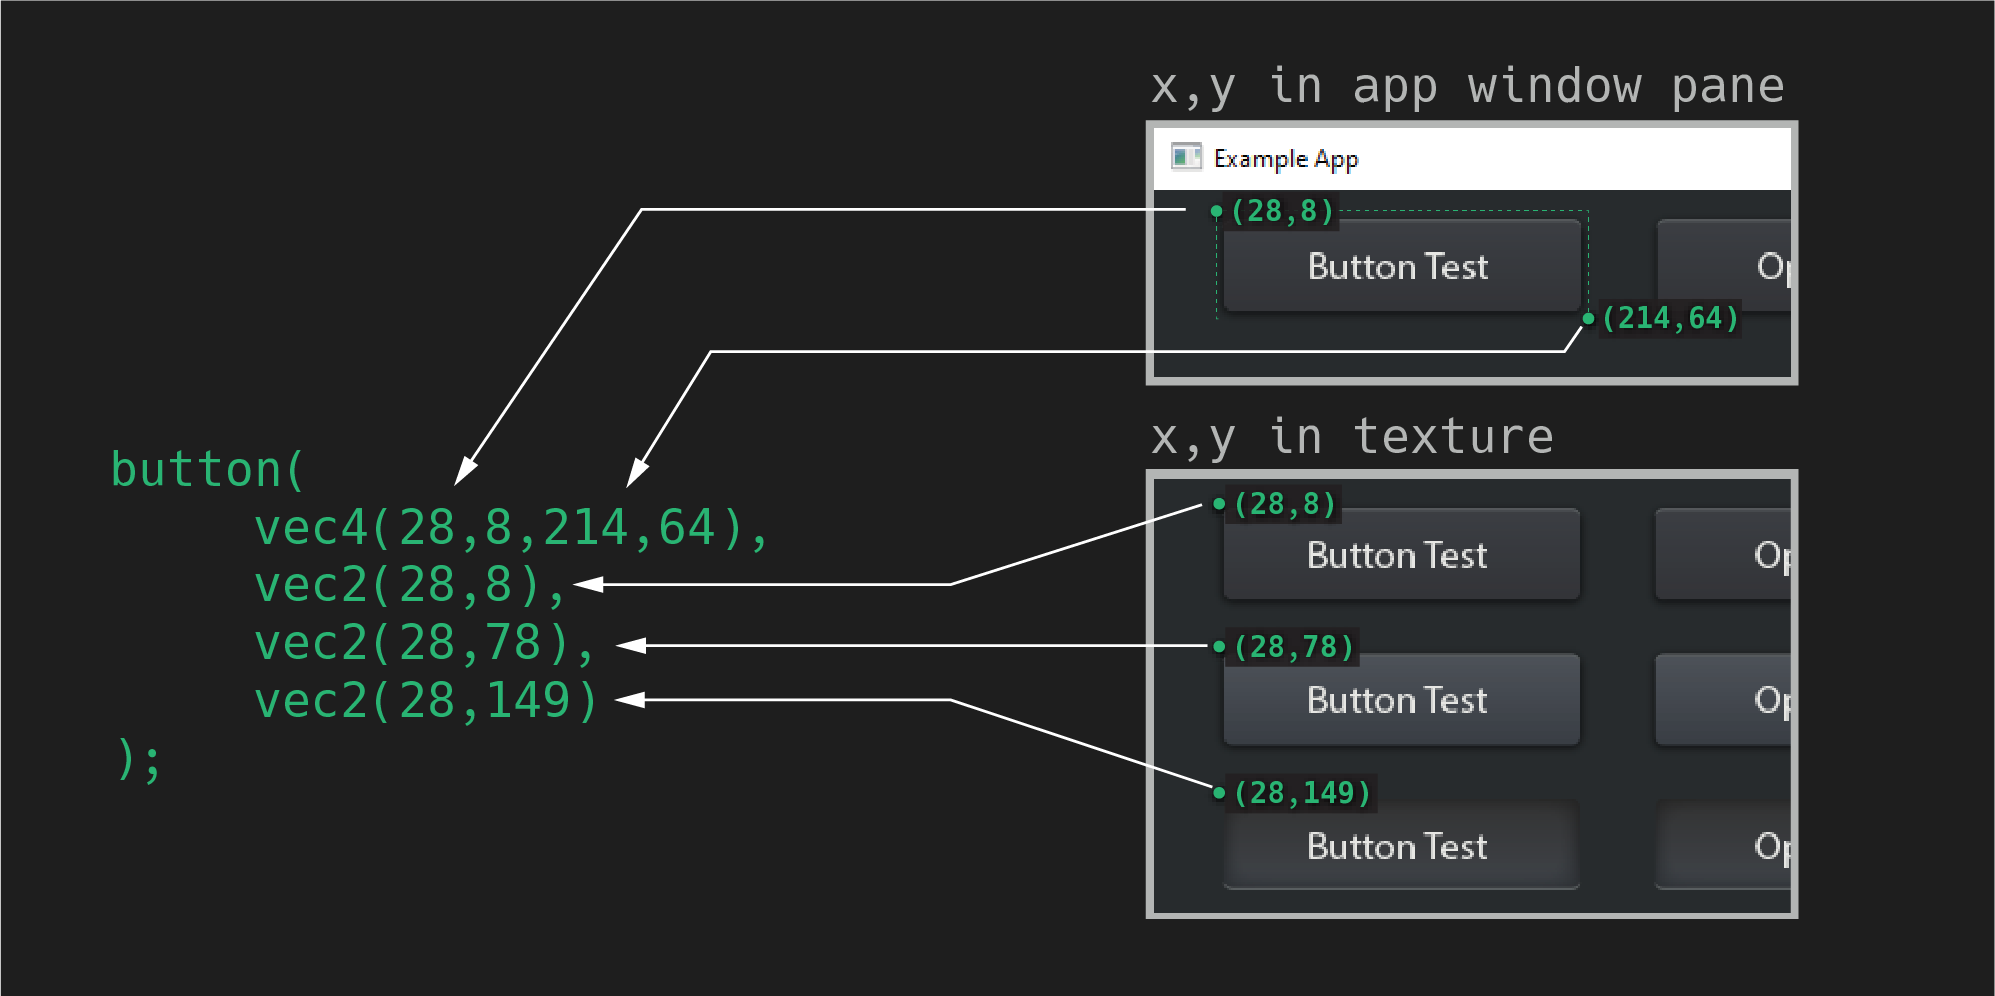 x,y in app window pane
Example App
(28,8)
Button Test
Op
(214,64)
button(
vec4(28,8,214,64),
vec2(28,8),
vec2(28,78),
vec2(28,149)
);
x,y in texture
(28,8)
Button Test
Op
(28,78)
Button Test
Op
(28,149)
Button Test
Op